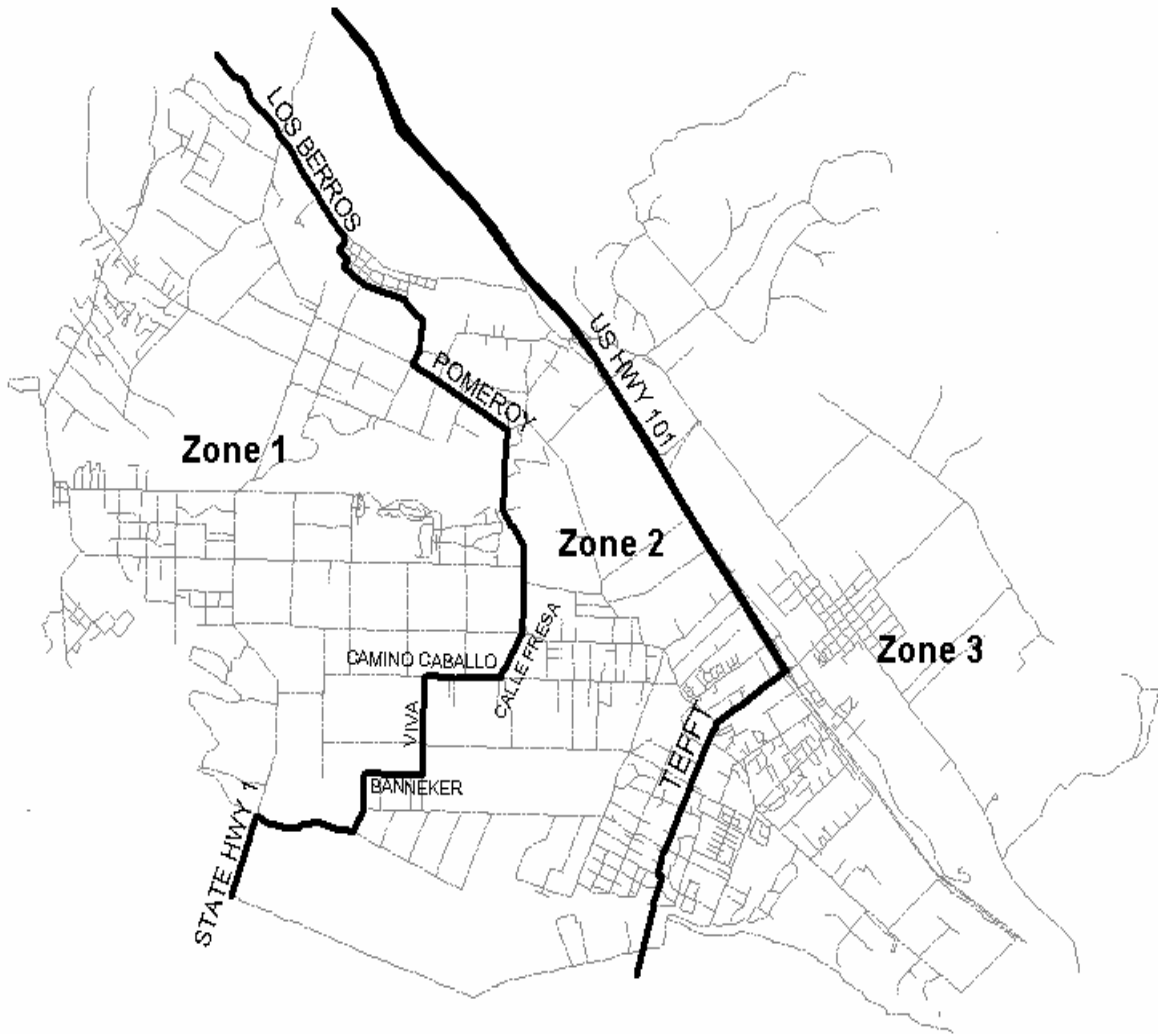 LOS BERROS
US HWY 101
POMEROY
Zone 1
Zone 2
Zone 3
CAMINO CABALLO
CALLE FRESA
VIVA
TEFFT
BANNEKER
STATE HWY 1